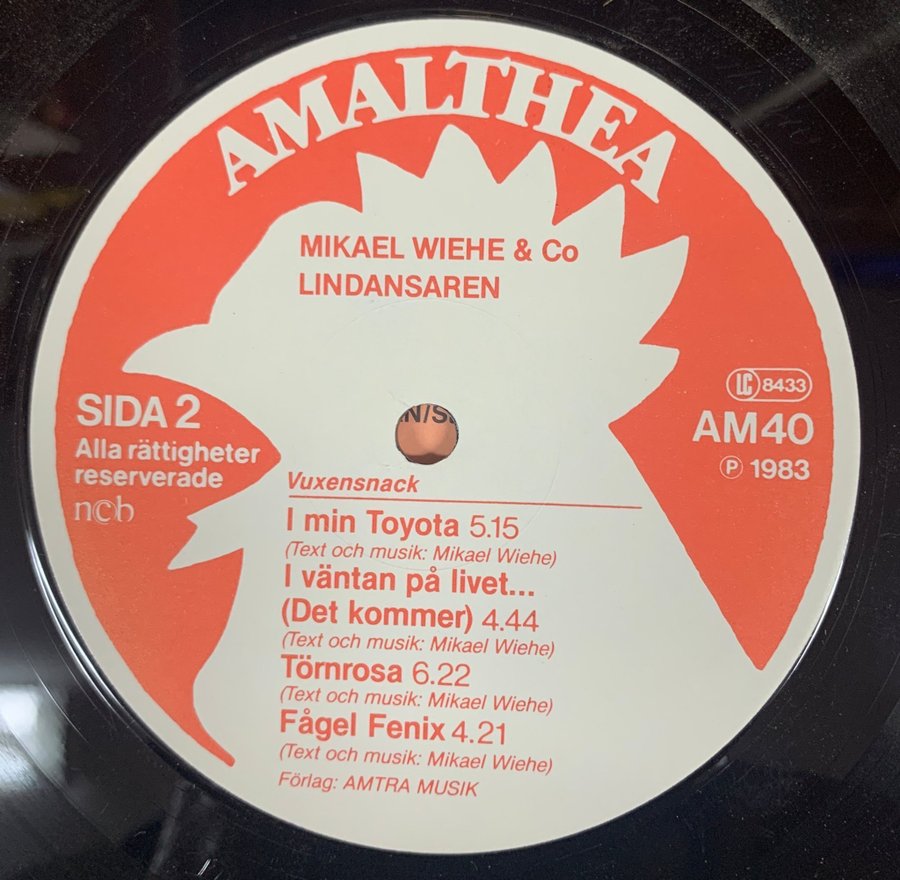 AMALTHEA
MIKAEL WIEHE & Co
LINDANSAREN
LC 8433
SIDA 2
AM40
Alla rättigheter
reserverade
℗ 1983
n©b
Vuxensnack
I min Toyota 5.15
(Text och musik: Mikael Wiehe)
I väntan på livet...
(Det kommer) 4.44
(Text och musik: Mikael Wiehe)
Törnrosa 6.22
(Text och musik: Mikael Wiehe)
Fågel Fenix 4.21
(Text och musik: Mikael Wiehe)
Förlag: AMTRA MUSIK